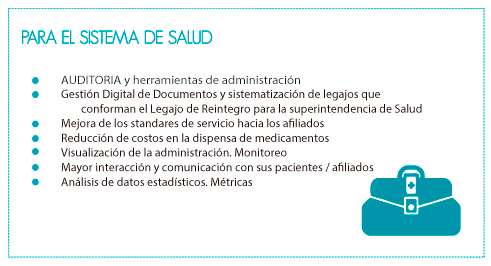 PARA EL SISTEMA DE SALUD
AUDITORIA y herramientas de administración
Gestión Digital de Documentos y sistematización de legajos que
conforman el Legajo de Reintegro para la superintendencia de Salud
Mejora de los standares de servicio hacia los afiliados
Reducción de costos en la dispensa de medicamentos
Visualización de la administración. Monitoreo
Mayor interacción y comunicación con sus pacientes / afiliados
Análisis de datos estadísticos. Métricas